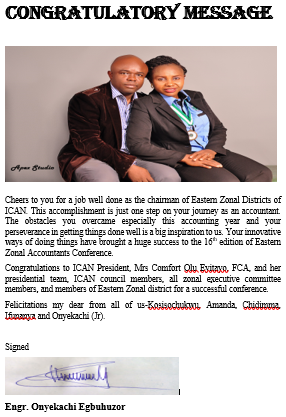 CONGRATULATORY MESSAGE
Apex Studio
Cheers to you for a job well done as the chairman of Eastern Zonal Districts of
ICAN. This accomplishment is just one step on your journey as an accountant.
The obstacles you overcame especially this accounting year and your
perseverance in getting things done well is a big inspiration to us. Your innovative
ways of doing things have brought a huge success to the 16th edition of Eastern
Zonal Accountants Conference.
Congratulations to ICAN President, Mrs Comfort Olu Eyitayo, FCA, and her
presidential team, ICAN council members, all zonal executive committee
members, and members of Eastern Zonal district for a successful conference.
Felicitations my dear from all of us-Kosisochukwu, Amanda, Chidimma,
Ifunanya and Onyekachi (Jr).
Signed
Engr. Onyekachi Egbuhuzor